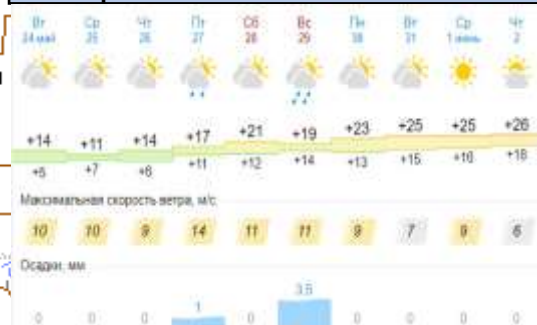 Вт Ср Чт Пт Сб Вс Пн Вт Ср Чт
24 май 25 26 27 28 29 30 31 1 июнь 2
+14 +11 +14 +17 +21 +19 +23 +25 +25 +26
+7 +11 +12 +14 +13 +15 +16 +18
Максимальная скорость ветра, м/с
10 10 9 14 11 11 9 7 9 6
Осадки, мм
0 0 0 1 0 3.5 0 0 0 0